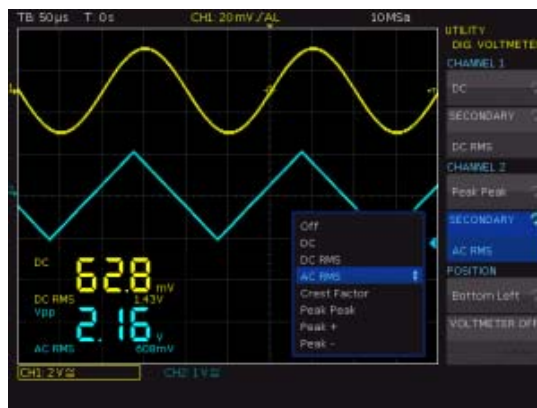 TB: 50µs T: 0s CH1: 20mV / AL 10MSa
UTILITY
DIG. VOLTMETE
CHANNEL 1
DC
SECONDARY
DC RMS
CHANNEL 2
Peak Peak
SECONDARY
AC RMS
POSITION
Bottom Left
VOLTMETER OFF
Off
DC
DC RMS
AC RMS
Crest Factor
Peak Peak
Peak +
Peak -
DC 62.8 mV
DC RMS 1.43V
Vpp 2.16 V
AC RMS 608mV
CH1: 2 V CH2: 1 V